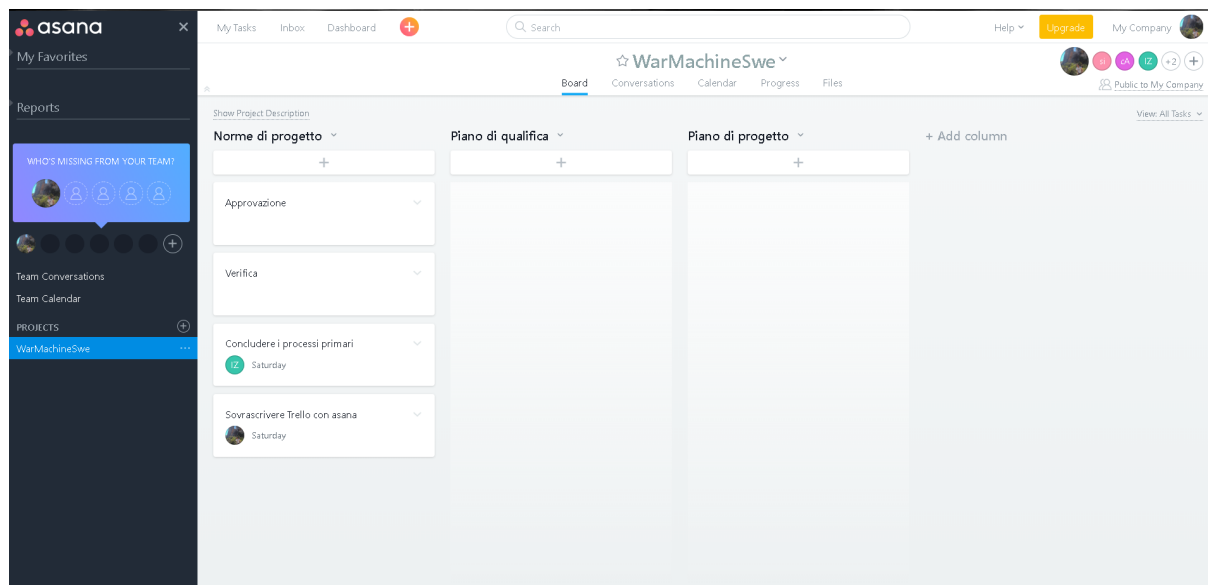 asana
My Favorites
Reports
WHO'S MISSING FROM YOUR TEAM?
Team Conversations
Team Calendar
PROJECTS
WarMachineSwe
My Tasks Inbox Dashboard
Search
Help
Upgrade
My Company
WarMachineSwe
Board Conversations Calendar Progress Files
si cA IZ +2
Public to My Company
Show Project Description
View: All Tasks
Norme di progetto
Approvazione
Verifica
Concludere i processi primari
IZ Saturday
Sovrascrivere Trello con asana
Saturday
Piano di qualifica
Piano di progetto
+ Add column